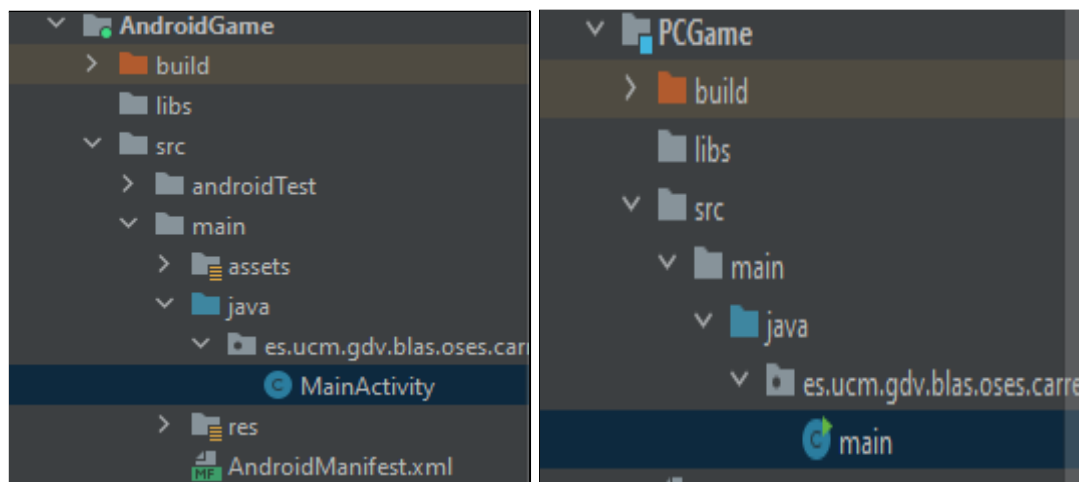 AndroidGame
build
libs
src
androidTest
main
assets
java
es.ucm.gdv.blas.oses.carr
MainActivity
res
MF
AndroidManifest.xml
PCGame
build
libs
src
main
java
es.ucm.gdv.blas.oses.carre
C main